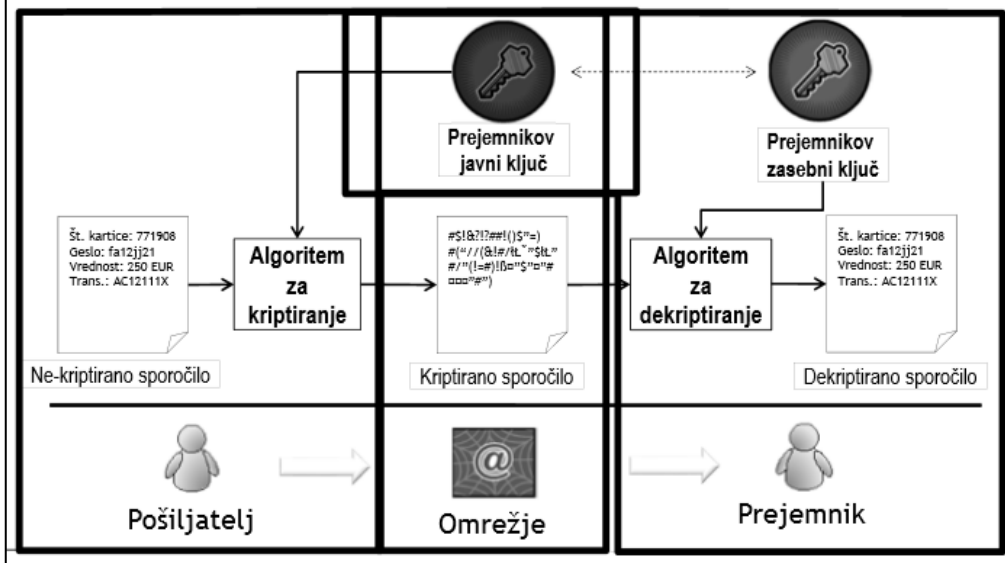 Prejemnikov
javni ključ
Prejemnikov
zasebni ključ
Št. kartice: 771908
Geslo: fa12jj21
Vrednost: 250 EUR
Trans.: AC12111X
Algoritem
za
kriptiranje
Algoritem
za
dekriptiranje
Št. kartice: 771908
Geslo: fa12jj21
Vrednost: 250 EUR
Trans.: AC12111X
Ne-kriptirano sporočilo
Kriptirano sporočilo
Dekriptirano sporočilo
@
Pošiljatelj
Omrežje
Prejemnik